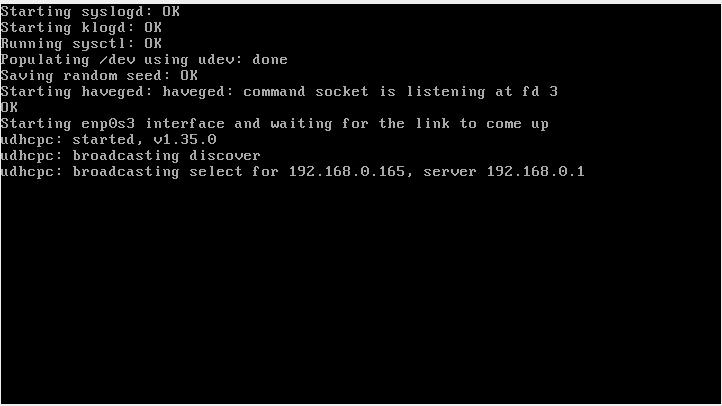 Starting syslogd: OK
Starting klogd: OK
Running sysctl: OK
Populating /dev using udev: done
Saving random seed: OK
Starting haveged: haveged: command socket is listening at fd 3
OK
Starting enp0s3 interface and waiting for the link to come up
udhcpc: started, v1.35.0
udhcpc: broadcasting discover
udhcpc: broadcasting select for 192.168.0.165, server 192.168.0.1